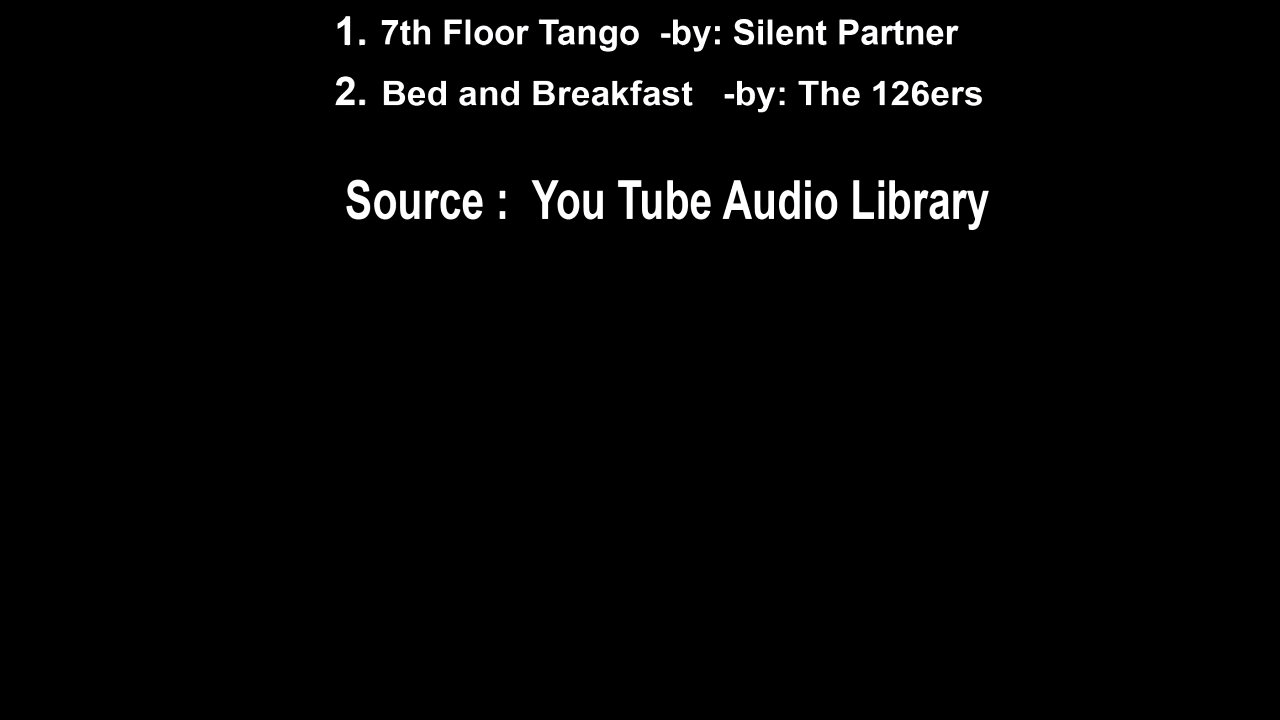 1. 7th Floor Tango -by: Silent Partner
2. Bed and Breakfast -by: The 126ers
Source : You Tube Audio Library